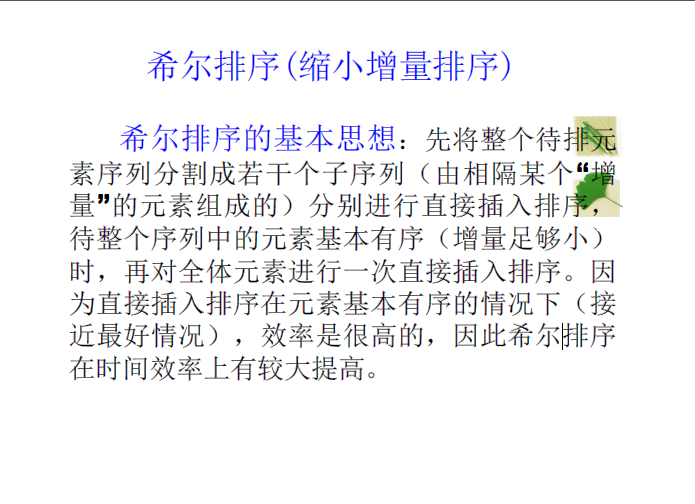 希尔排序(缩小增量排序)
希尔排序的基本思想：先将整个待排元
素序列分割成若干个子序列（由相隔某个“增
量”的元素组成的）分别进行直接插入排序，
待整个序列中的元素基本有序（增量足够小）
时，再对全体元素进行一次直接插入排序。因
为直接插入排序在元素基本有序的情况下（接
近最好情况），效率是很高的，因此希尔排序
在时间效率上有较大提高。